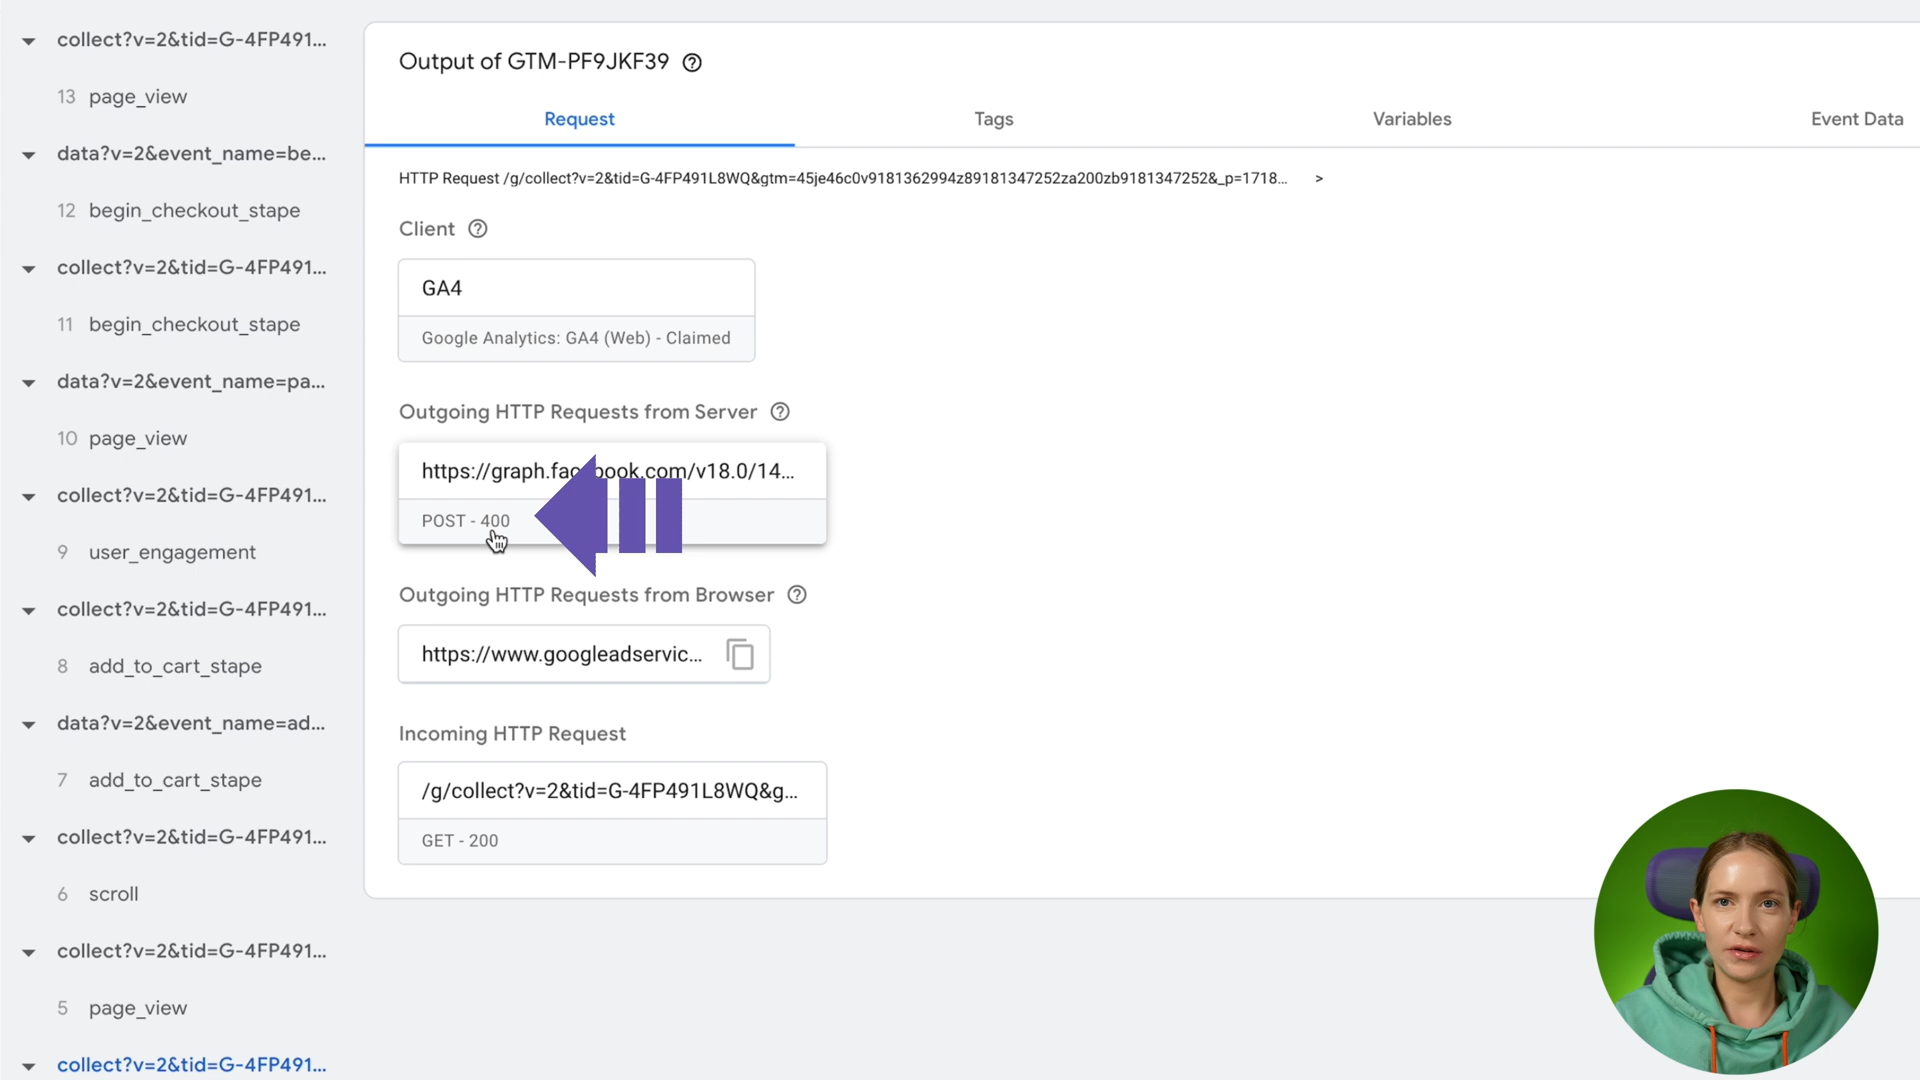 collect?v=2&tid=G-4FP491...
13 page_view
data?v=2&event_name=be...
12 begin_checkout_stape
collect?v=2&tid=G-4FP491...
11 begin_checkout_stape
data?v=2&event_name=pa...
10 page_view
collect?v=2&tid=G-4FP491...
9 user_engagement
collect?v=2&tid=G-4FP491...
8 add_to_cart_stape
data?v=2&event_name=ad...
7 add_to_cart_stape
collect?v=2&tid=G-4FP491...
6 scroll
collect?v=2&tid=G-4FP491...
5 page_view
collect?v=2&tid=G-4FP491...
Output of GTM-PF9JKF39
Request Tags Variables Event Data
HTTP Request /g/collect?v=2&tid=G-4FP491L8WQ&gtm=45je46c0v9181362994z89181347252za200zb9181347252&_p=1718... >
Client
GA4
Google Analytics: GA4 (Web) - Claimed
Outgoing HTTP Requests from Server
https://graph.facebook.com/v18.0/14...
POST - 400
Outgoing HTTP Requests from Browser
https://www.googleadservic...
Incoming HTTP Request
/g/collect?v=2&tid=G-4FP491L8WQ&g...
GET - 200